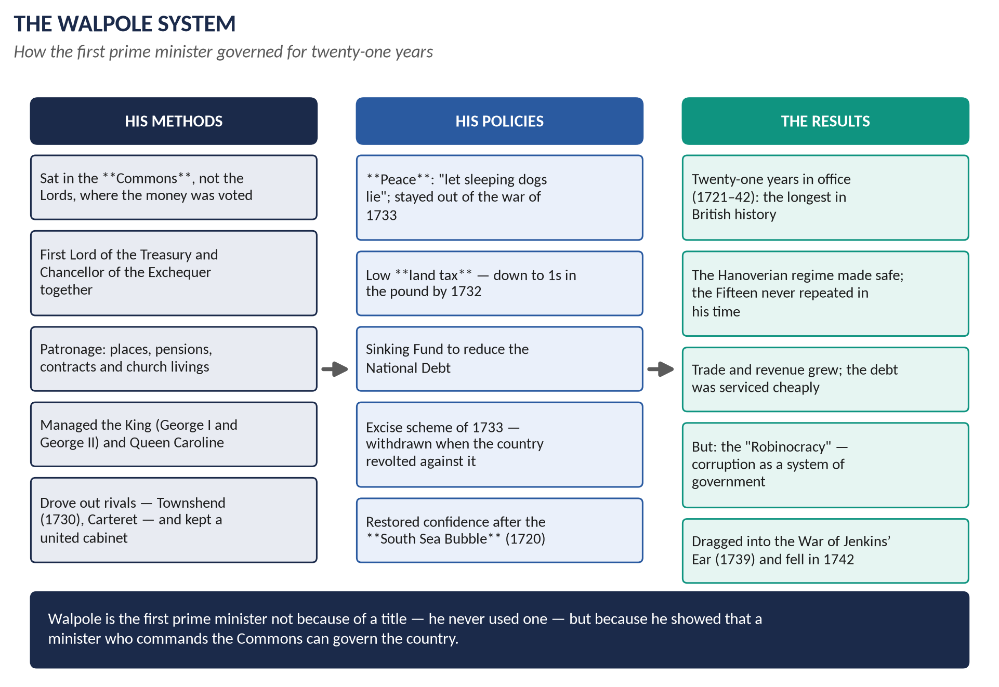 THE WALPOLE SYSTEM
How the first prime minister governed for twenty-one years
HIS METHODS
Sat in the **Commons**, not the
Lords, where the money was voted
First Lord of the Treasury and
Chancellor of the Exchequer
together
Patronage: places, pensions,
contracts and church livings
Managed the King (George I and
George II) and Queen Caroline
Drove out rivals — Townshend
(1730), Carteret — and kept a
united cabinet
HIS POLICIES
**Peace**: "let sleeping dogs
lie"; stayed out of the war of
1733
Low **land tax** — down to 1s in
the pound by 1732
Sinking Fund to reduce the
National Debt
Excise scheme of 1733 —
withdrawn when the country
revolted against it
Restored confidence after the
**South Sea Bubble** (1720)
THE RESULTS
Twenty-one years in office
(1721–42): the longest in
British history
The Hanoverian regime made safe;
the Fifteen never repeated in
his time
Trade and revenue grew; the debt
was serviced cheaply
But: the "Robinocracy" —
corruption as a system of
government
Dragged into the War of Jenkins’
Ear (1739) and fell in 1742
Walpole is the first prime minister not because of a title — he never used one — but because he showed that a
minister who commands the Commons can govern the country.